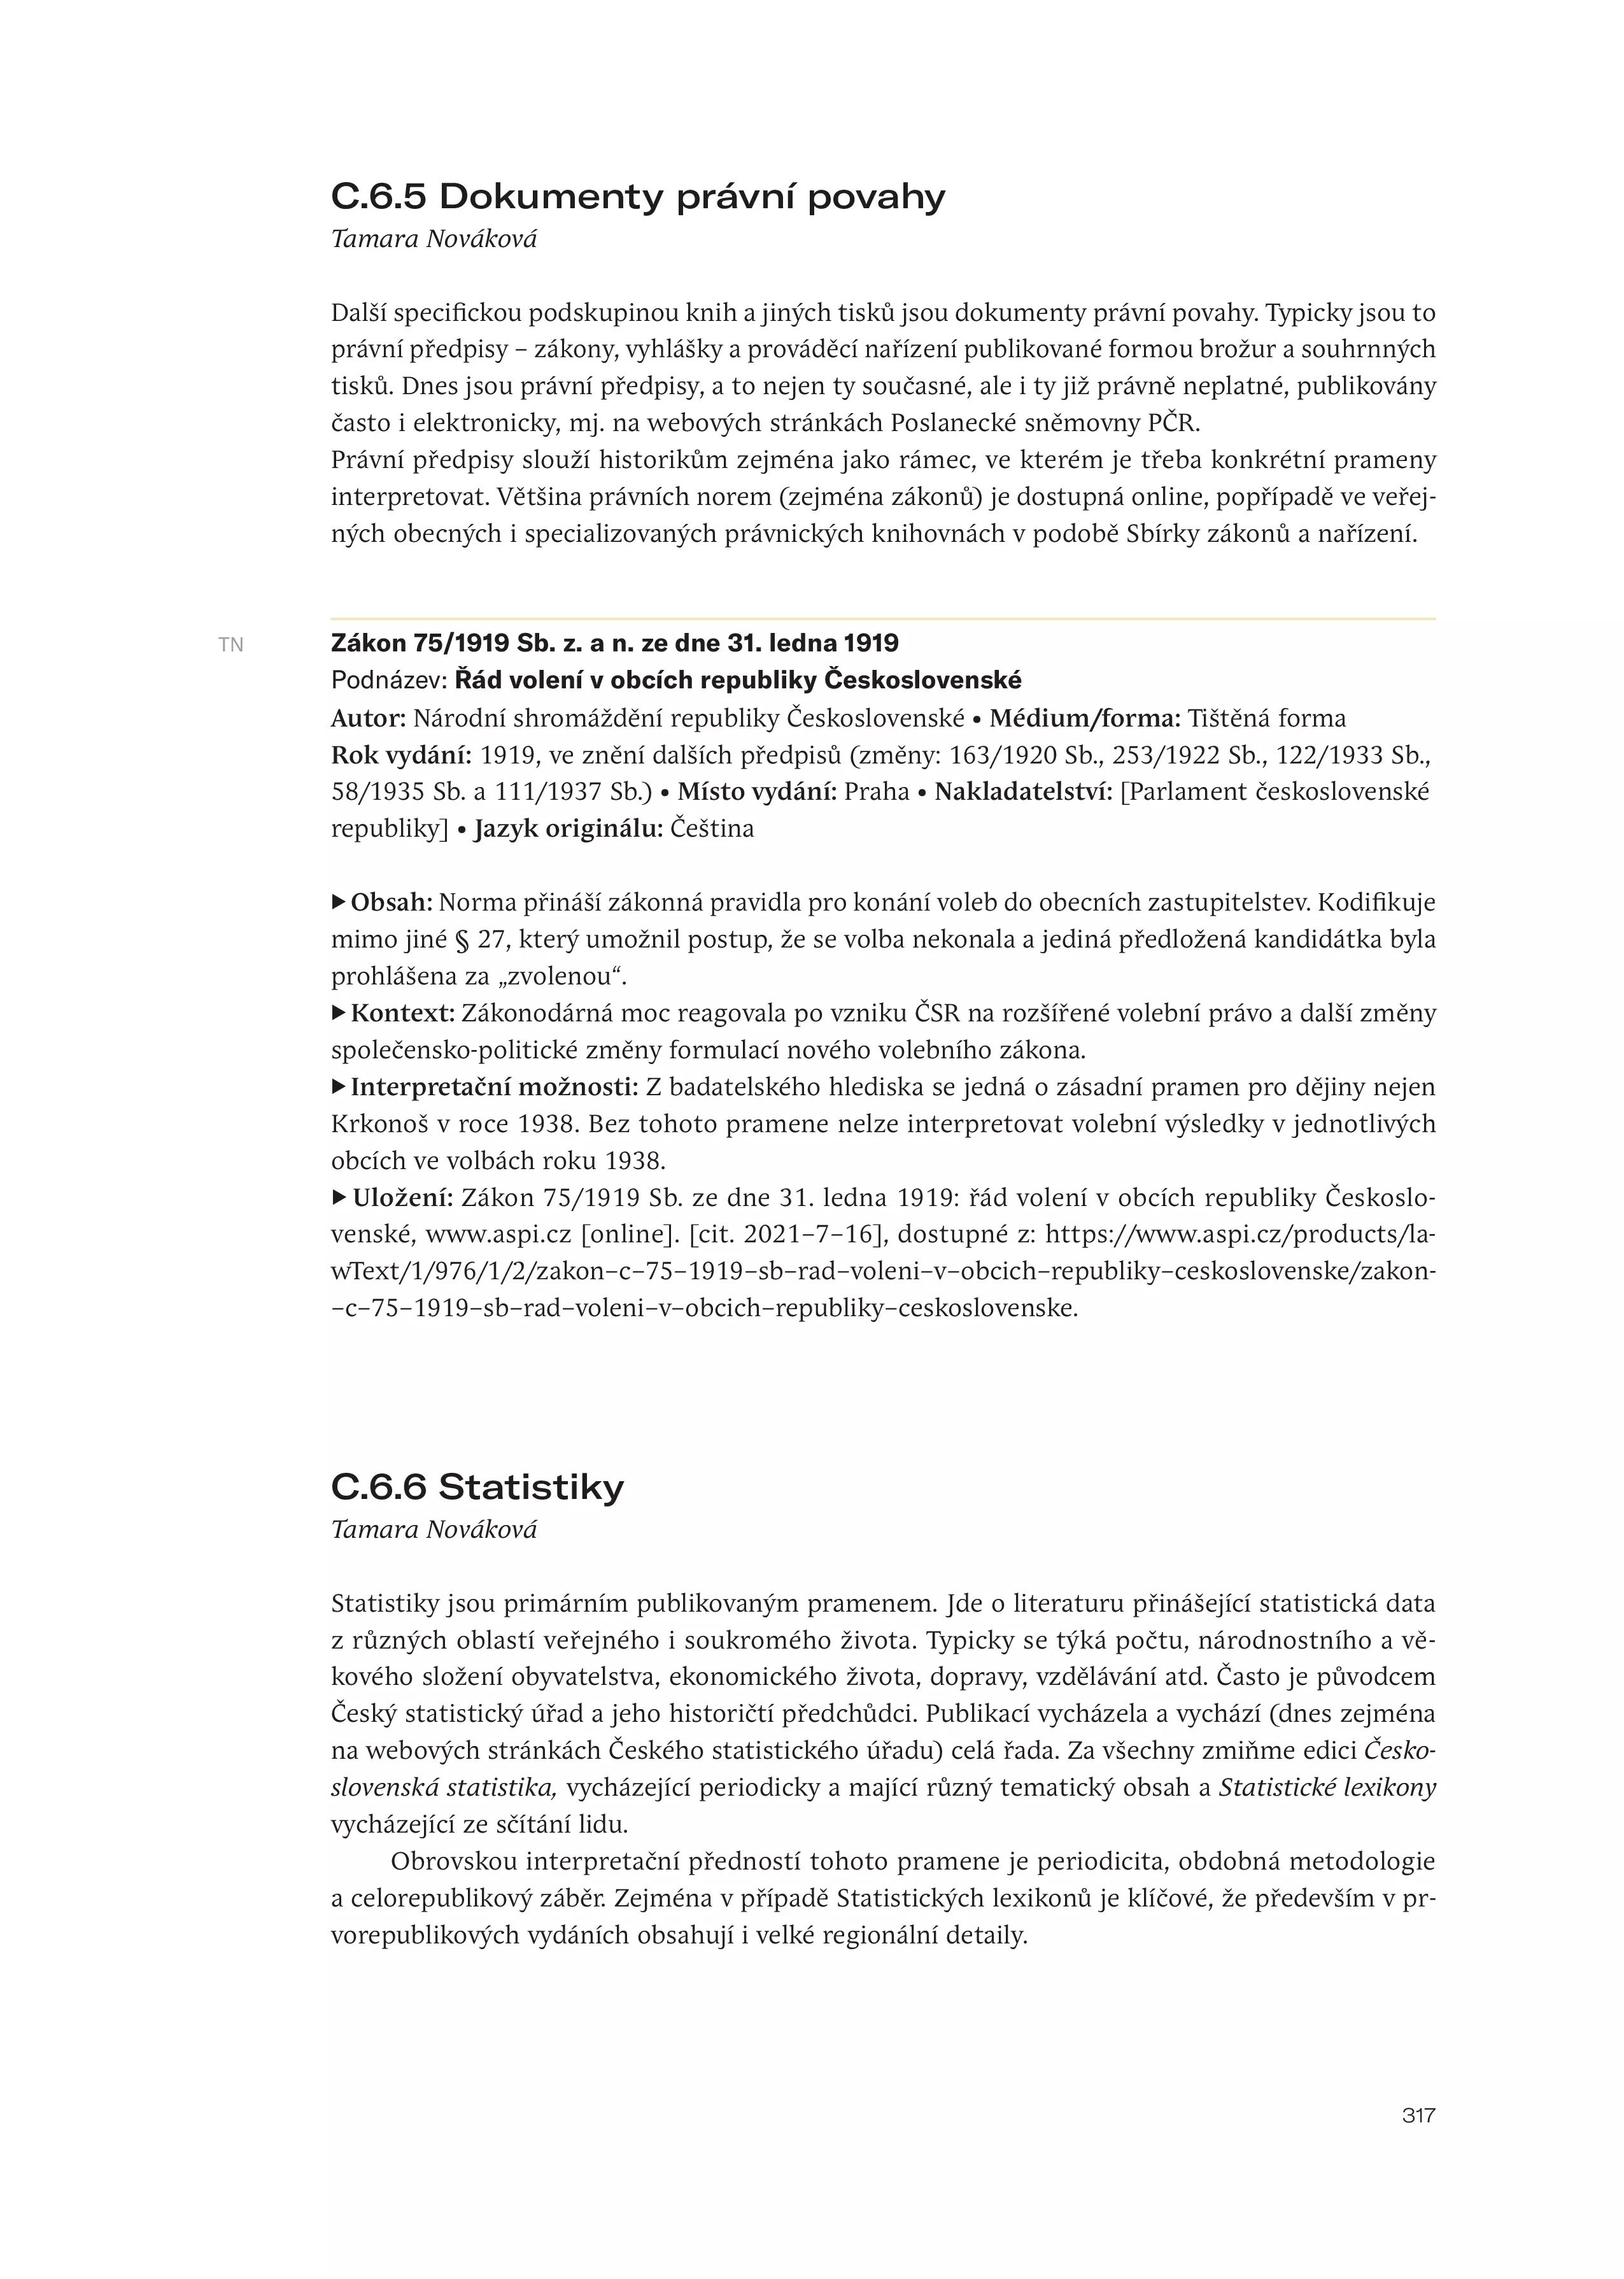 C.6.5 Dokumenty právní povahy
Tamara Nováková
Další specifickou podskupinou knih a jiných tisků jsou dokumenty právní povahy. Typicky jsou to
právní předpisy – zákony, vyhlášky a prováděcí nařízení publikované formou brožur a souhrnných
tisků. Dnes jsou právní předpisy, a to nejen ty současné, ale i ty již právně neplatné, publikovány
často i elektronicky, mj. na webových stránkách Poslanecké sněmovny PČR.
Právní předpisy slouží historikům zejména jako rámec, ve kterém je třeba konkrétní prameny
interpretovat. Většina právních norem (zejména zákonů) je dostupná online, popřípadě ve veřej-
ných obecných i specializovaných právnických knihovnách v podobě Sbírky zákonů a nařízení.
TN
Zákon 75/1919 Sb. z. a n. ze dne 31. ledna 1919
Podnázev: Řád volení v obcích republiky Československé
Autor: Národní shromáždění republiky Československé • Médium/forma: Tištěná forma
Rok vydání: 1919, ve znění dalších předpisů (změny: 163/1920 Sb., 253/1922 Sb., 122/1933 Sb.,
58/1935 Sb. a 111/1937 Sb.) • Místo vydání: Praha • Nakladatelství: [Parlament československé
republiky] • Jazyk originálu: Čeština
▶ Obsah: Norma přináší zákonná pravidla pro konání voleb do obecních zastupitelstev. Kodifikuje
mimo jiné § 27, který umožnil postup, že se volba nekonala a jediná předložená kandidátka byla
prohlášena za „zvolenou“.
▶ Kontext: Zákonodárná moc reagovala po vzniku ČSR na rozšířené volební právo a další změny
společensko-politické změny formulací nového volebního zákona.
▶ Interpretační možnosti: Z badatelského hlediska se jedná o zásadní pramen pro dějiny nejen
Krkonoš v roce 1938. Bez tohoto pramene nelze interpretovat volební výsledky v jednotlivých
obcích ve volbách roku 1938.
▶ Uložení: Zákon 75/1919 Sb. ze dne 31. ledna 1919: řád volení v obcích republiky Českoslo-
venské, www.aspi.cz [online]. [cit. 2021–7–16], dostupné z: https://www.aspi.cz/products/la-
wText/1/976/1/2/zakon–c–75–1919–sb–rad–voleni–v–obcich–republiky–ceskoslovenske/zakon-
–c–75–1919–sb–rad–voleni–v–obcich–republiky–ceskoslovenske.
C.6.6 Statistiky
Tamara Nováková
Statistiky jsou primárním publikovaným pramenem. Jde o literaturu přinášející statistická data
z různých oblastí veřejného i soukromého života. Typicky se týká počtu, národnostního a vě-
kového složení obyvatelstva, ekonomického života, dopravy, vzdělávání atd. Často je původcem
Český statistický úřad a jeho historičtí předchůdci. Publikací vycházela a vychází (dnes zejména
na webových stránkách Českého statistického úřadu) celá řada. Za všechny zmiňme edici Česko-
slovenská statistika, vycházející periodicky a mající různý tematický obsah a Statistické lexikony
vycházející ze sčítání lidu.
Obrovskou interpretační předností tohoto pramene je periodicita, obdobná metodologie
a celorepublikový záběr. Zejména v případě Statistických lexikonů je klíčové, že především v pr-
vorepublikových vydáních obsahují i velké regionální detaily.
317